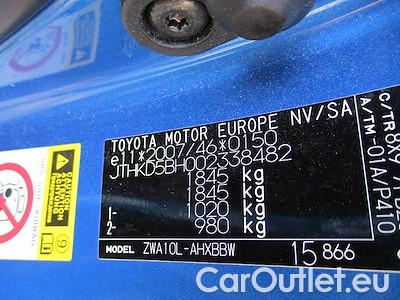 TOYOTA MOTOR EUROPE NV/SA
e11*2007/46*0150
JTHKD5BH002338482
1845 kg
1845 kg
1- 1020 kg
2- 980 kg
MODEL ZWA10L-AHXBBW
15 866
C/TR 8X9
A/TM -01A/P410
CarOutlet.eu